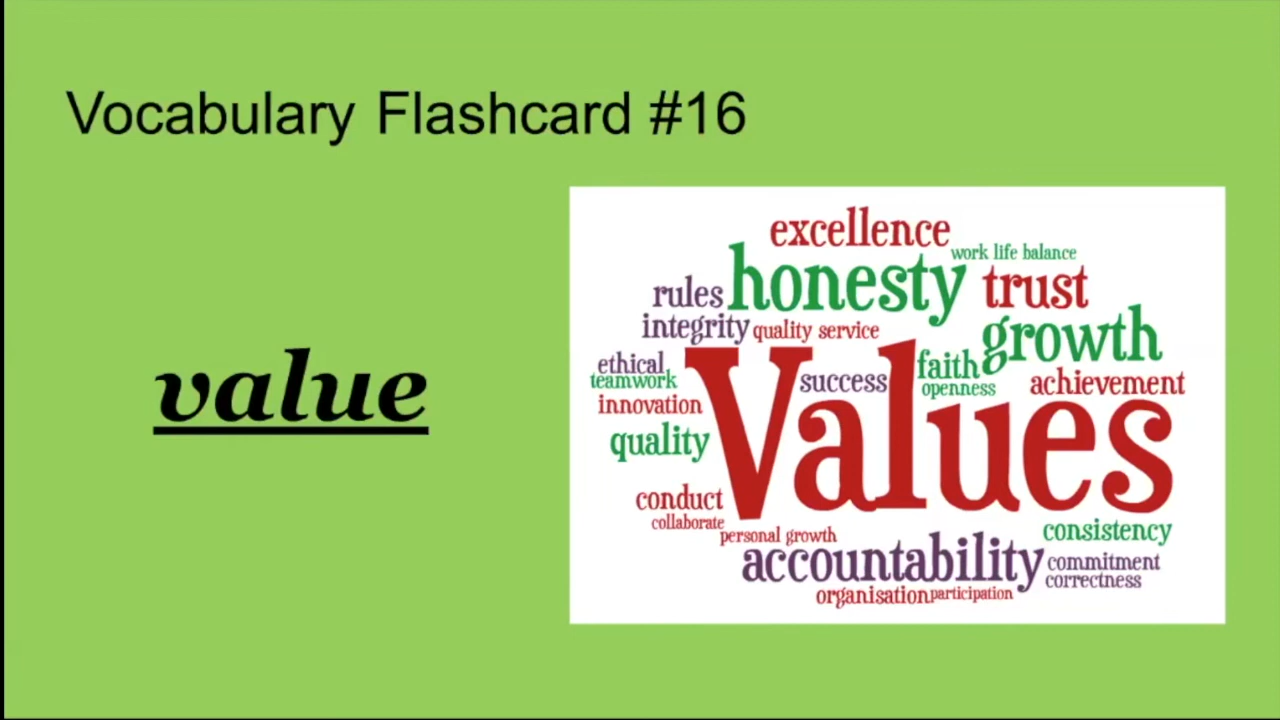 Vocabulary Flashcard #16
value
excellence
work life balance
honesty
trust
rules
growth
integrity
quality service
ethical
faith
teamwork
success
openness
achievement
innovation
Values
quality
conduct
collaborate
personal growth
consistency
accountability
commitment
correctness
organisation
participation